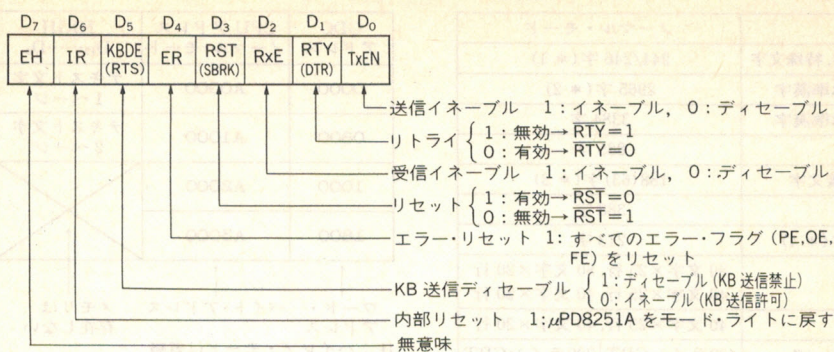 D₇ D₆ D₅ D₄ D₃ D₂ D₁ D₀
EH IR KBDE (RTS) ER RST (SBRK) RxE RTY (DTR) TxEN
送信イネーブル 1：イネーブル，0：ディセーブル
リトライ { 1：無効→R̅T̅Y̅=1
0：有効→R̅T̅Y̅=0
受信イネーブル 1：イネーブル，0：ディセーブル
リセット { 1：有効→R̅S̅T̅=0
0：無効→R̅S̅T̅=1
エラー・リセット 1：すべてのエラー・フラグ (PE,OE,
FE) をリセット
KB 送信ディセーブル { 1：ディセーブル (KB 送信禁止)
0：イネーブル (KB 送信許可)
内部リセット 1：μPD8251A をモード・ライトに戻す
無意味